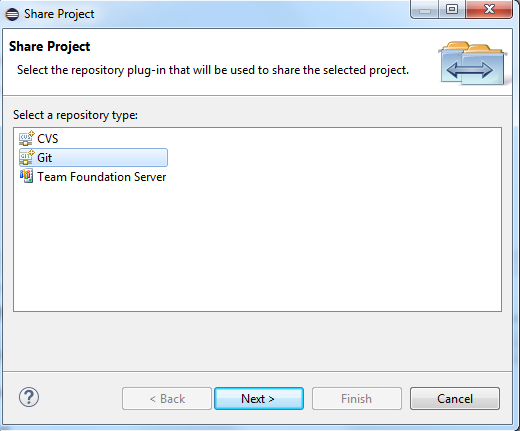 Share Project
Share Project
Select the repository plug-in that will be used to share the selected project.
Select a repository type:
CVS
Git
Team Foundation Server
?
< Back
Next >
Finish
Cancel